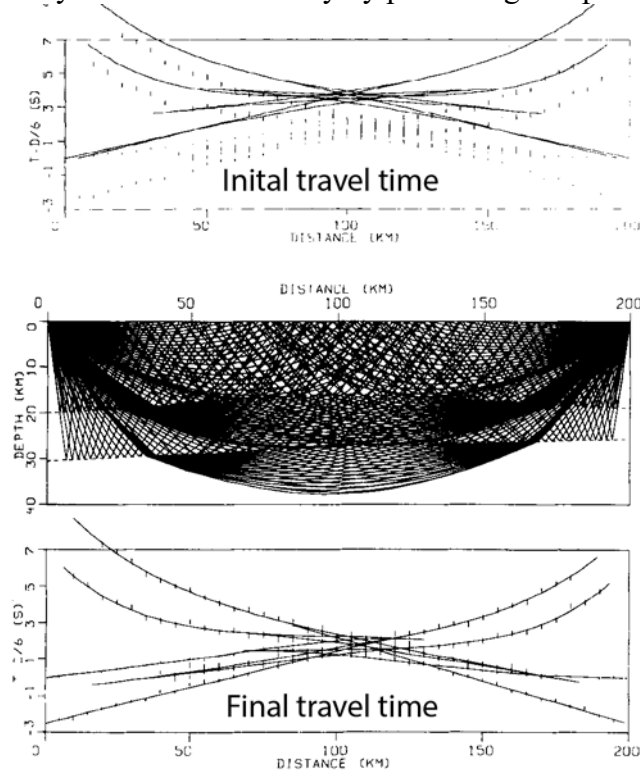 7
5
3
1
-1
-3
T-D/6 (S)
Inital travel time
50 100 150 200
DISTANCE (KM)
DISTANCE (KM)
0 50 100 150 200
0
10
20
30
40
DEPTH (KM)
7
5
3
1
-1
-3
D/6 (S)
Final travel time
0 50 100 150 200
DISTANCE (KM)